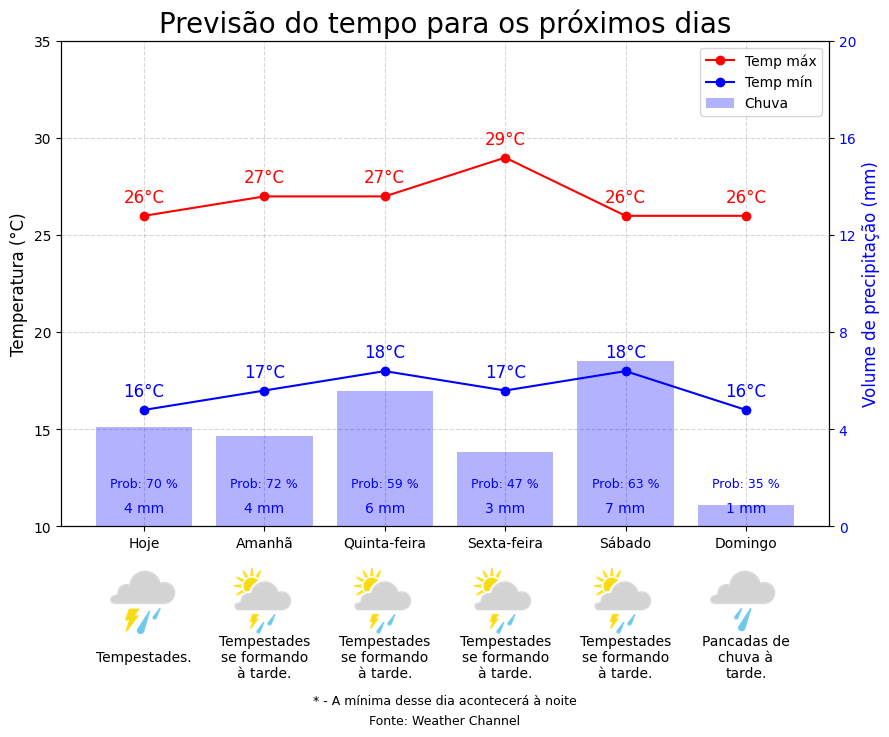 Previsão do tempo para os próximos dias
35
30
25
20
15
10
Temperatura (°C)
20
16
12
8
4
0
Volume de precipitação (mm)
Temp máx
Temp mín
Chuva
26°C 27°C 27°C 29°C 26°C 26°C
16°C 17°C 18°C 17°C 18°C 16°C
Prob: 70 % Prob: 72 % Prob: 59 % Prob: 47 % Prob: 63 % Prob: 35 %
4 mm 4 mm 6 mm 3 mm 7 mm 1 mm
Hoje Amanhã Quinta-feira Sexta-feira Sábado Domingo
Tempestades.
Tempestades
se formando
à tarde.
Tempestades
se formando
à tarde.
Tempestades
se formando
à tarde.
Tempestades
se formando
à tarde.
Pancadas de
chuva à
tarde.
* - A mínima desse dia acontecerá à noite
Fonte: Weather Channel